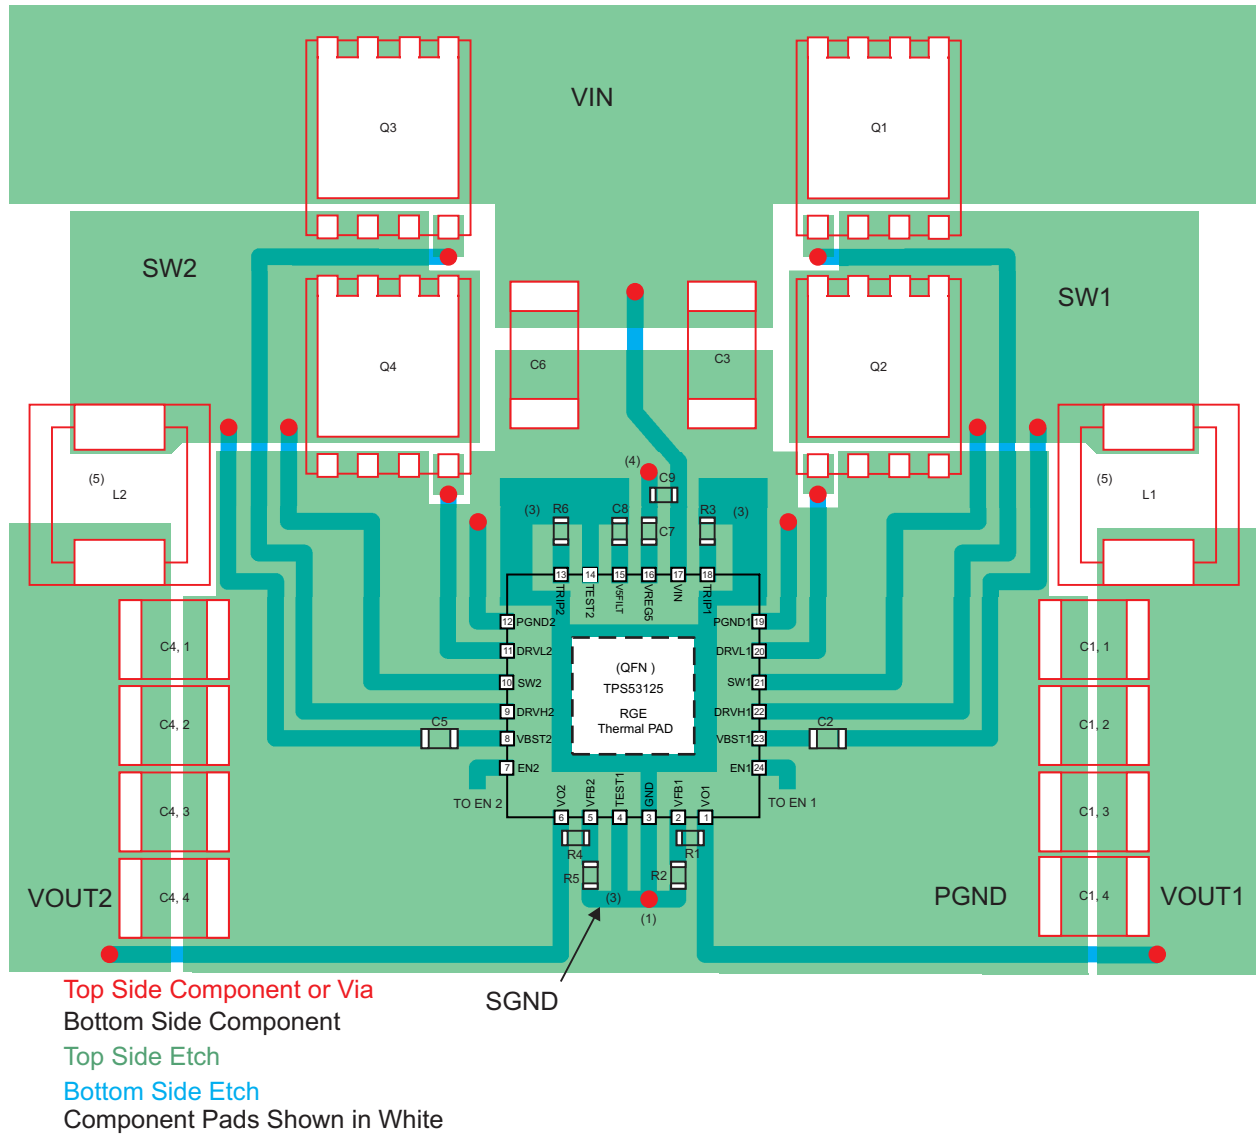 VIN
Q3
Q1
SW2
SW1
Q4
C6
C3
Q2
(4)
C9
(5)
L2
(5)
L1
(3)
R6
C8
C7
R3
(3)
13
14
15
16
17
18
TRIP2
TEST2
V5FILT
VREG5
VIN
TRIP1
12
PGND2
PGND1
19
11
DRVL2
DRVL1
20
10
SW2
SW1
21
9
DRVH2
DRVH1
22
8
VBST2
VBST1
23
7
EN2
EN1
24
(QFN )
TPS53125
RGE
Thermal PAD
C5
C2
TO EN 2
TO EN 1
VO2
VFB2
TEST1
GND
VFB1
VO1
6
5
4
3
2
1
R4
R1
R5
R2
(3)
(1)
C4, 1
C4, 2
C4, 3
C4, 4
C1, 1
C1, 2
C1, 3
C1, 4
VOUT2
PGND
VOUT1
SGND
Top Side Component or Via
Bottom Side Component
Top Side Etch
Bottom Side Etch
Component Pads Shown in White